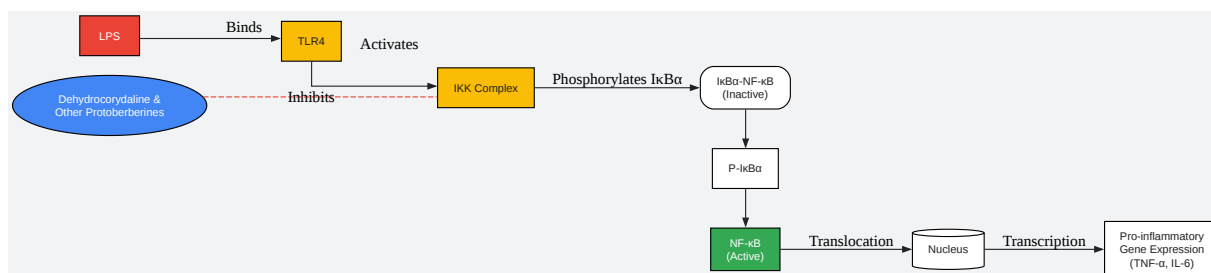 LPS
Binds
TLR4
Activates
Dehydrocorydaline &
Other Protoberberines
Inhibits
IKK Complex
Phosphorylates IκBα
IκBα-NF-κB
(Inactive)
P-IκBα
NF-κB
(Active)
Translocation
Nucleus
Transcription
Pro-inflammatory
Gene Expression
(TNF-α, IL-6)